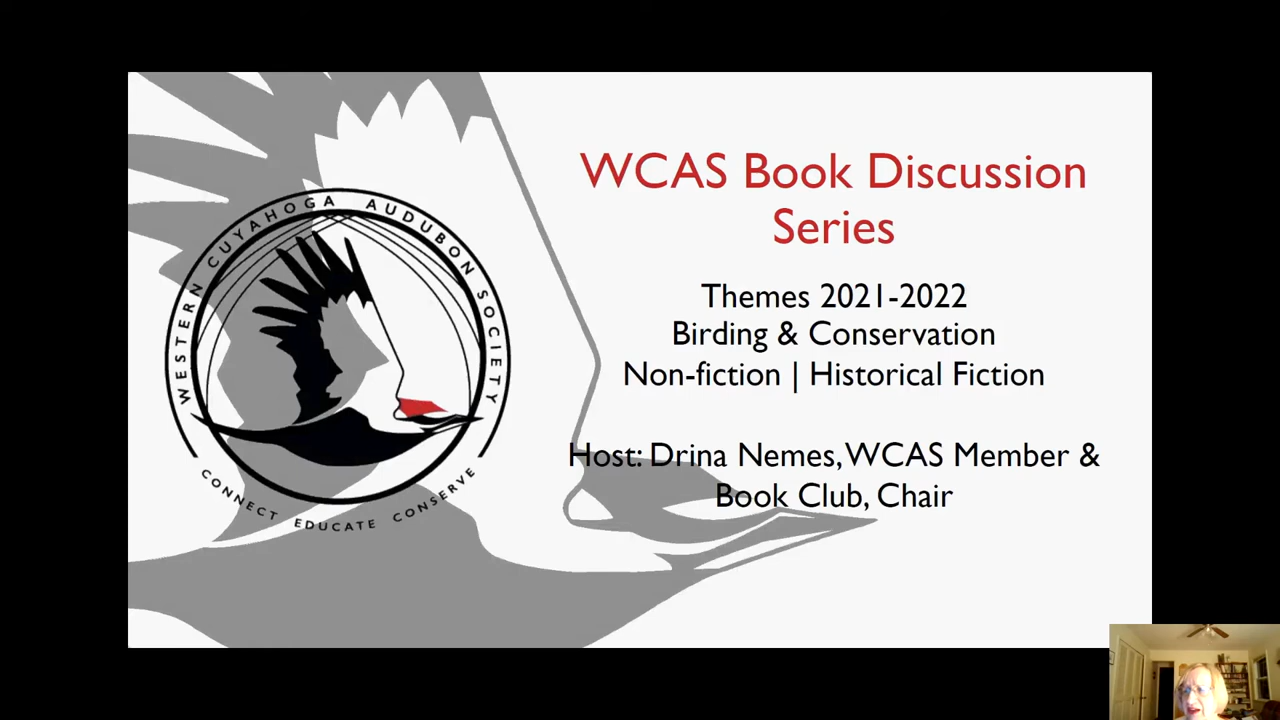 WCAS Book Discussion
Series
Themes 2021-2022
Birding & Conservation
Non-fiction | Historical Fiction
Host: Drina Nemes, WCAS Member &
Book Club, Chair
WESTERN CUYAHOGA AUDUBON SOCIETY
CONNECT EDUCATE CONSERVE